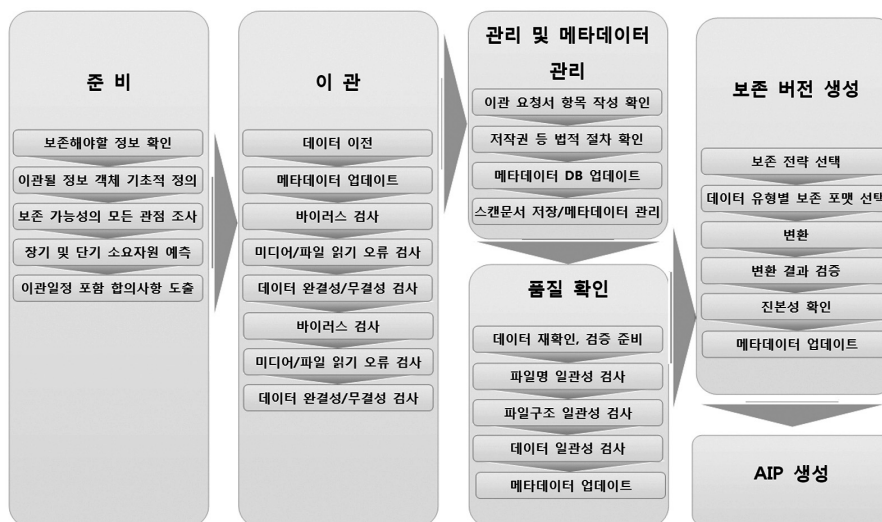 준 비
보존해야할 정보 확인
이관될 정보 객체 기초적 정의
보존 가능성의 모든 관점 조사
장기 및 단기 소요자원 예측
이관일정 포함 합의사항 도출
이 관
데이터 이전
메타데이터 업데이트
바이러스 검사
미디어/파일 읽기 오류 검사
데이터 완결성/무결성 검사
바이러스 검사
미디어/파일 읽기 오류 검사
데이터 완결성/무결성 검사
관리 및 메타데이터
관리
이관 요청서 항목 작성 확인
저작권 등 법적 절차 확인
메타데이터 DB 업데이트
스캔문서 저장/메타데이터 관리
품질 확인
데이터 재확인, 검증 준비
파일명 일관성 검사
파일구조 일관성 검사
데이터 일관성 검사
메타데이터 업데이트
보존 버전 생성
보존 전략 선택
데이터 유형별 보존 포맷 선택
변환
변환 결과 검증
진본성 확인
메타데이터 업데이트
AIP 생성